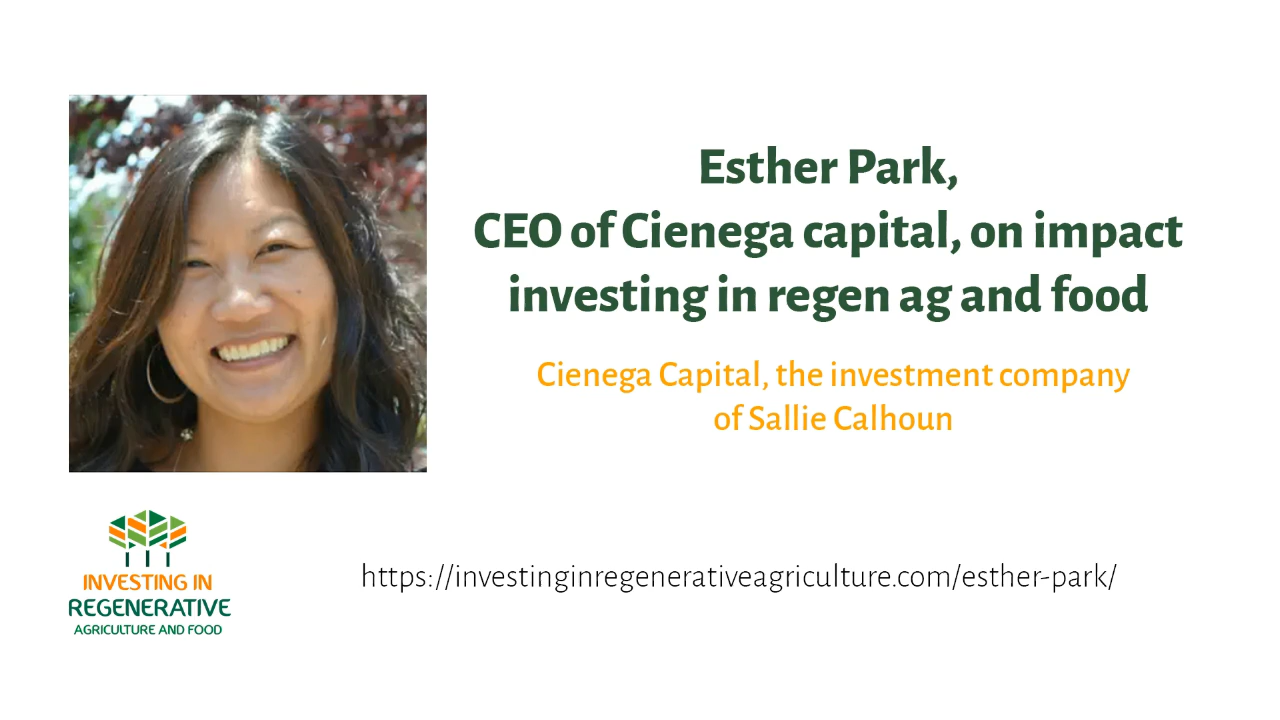 Esther Park,
CEO of Cienega capital, on impact
investing in regen ag and food
Cienega Capital, the investment company
of Sallie Calhoun
INVESTING IN
REGENERATIVE
AGRICULTURE AND FOOD
https://investinginregenerativeagriculture.com/esther-park/